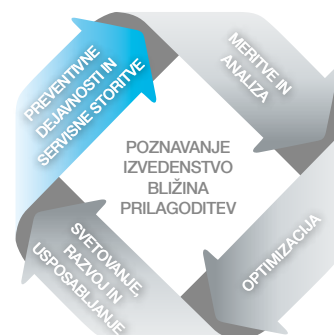 PREVENTIVNE
DEJAVNOSTI IN
SERVISNE STORITVE
MERITVE IN
ANALIZA
POZNAVANJE
IZVEDENSTVO
BLIŽINA
PRILAGODITEV
OPTIMIZACIJA
SVETOVANJE,
RAZVOJ IN
USPOSABLJANJE